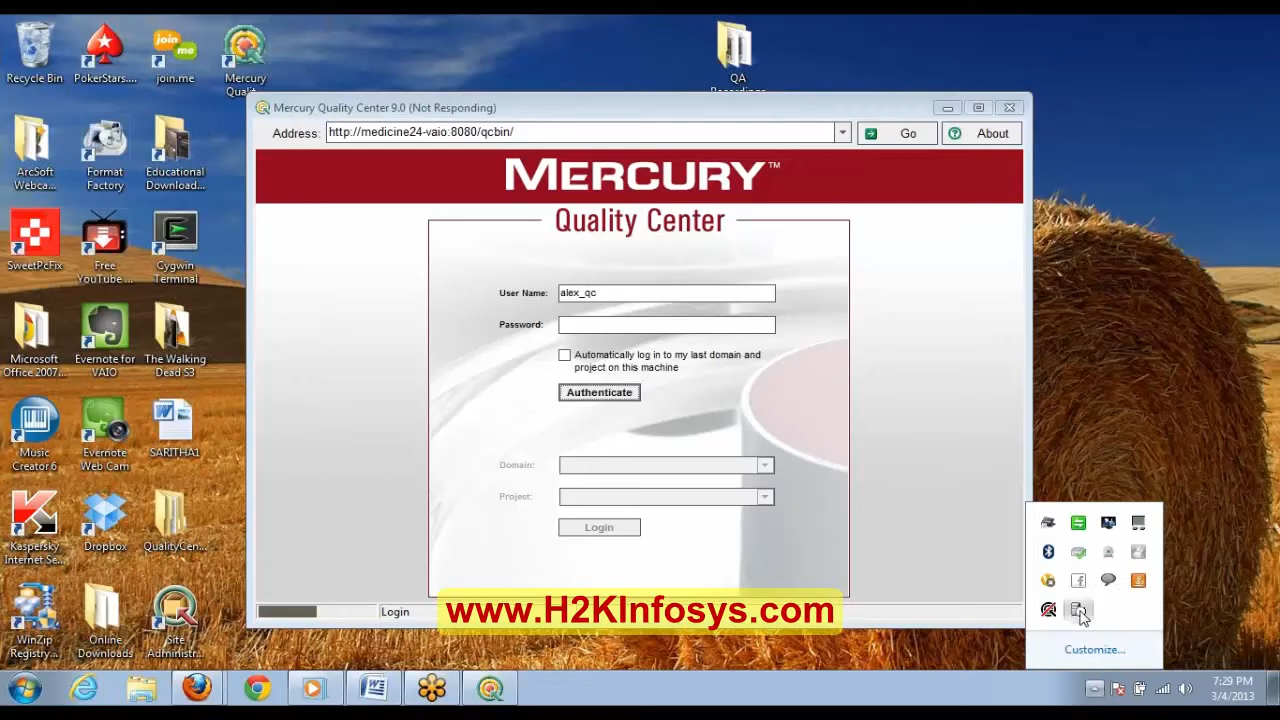 Recycle Bin
PokerStars....
join.me
Mercury
Qualit
QA
Recordings
ArcSoft
Webca...
Format
Factory
Educational
Download...
SweetPcFix
Free
YouTube ...
Cygwin
Terminal
Microsoft
Office 2007...
Evernote for
VAIO
The Walking
Dead S3
Music
Creator 6
Evernote
Web Cam
SARITHA1
Kaspersky
Internet Se...
Dropbox
QualityCen...
WinZip
Registry...
Online
Downloads
Site
Administr...
join
me
Mercury Quality Center 9.0 (Not Responding)
Address:
http://medicine24-vaio:8080/qcbin/
Go
About
MERCURY™
Quality Center
User Name:
alex_qc
Password:
Automatically log in to my last domain and
project on this machine
Authenticate
Domain:
Project:
Login
Login
www.H2KInfosys.com
Customize...
7:29 PM
3/4/2013